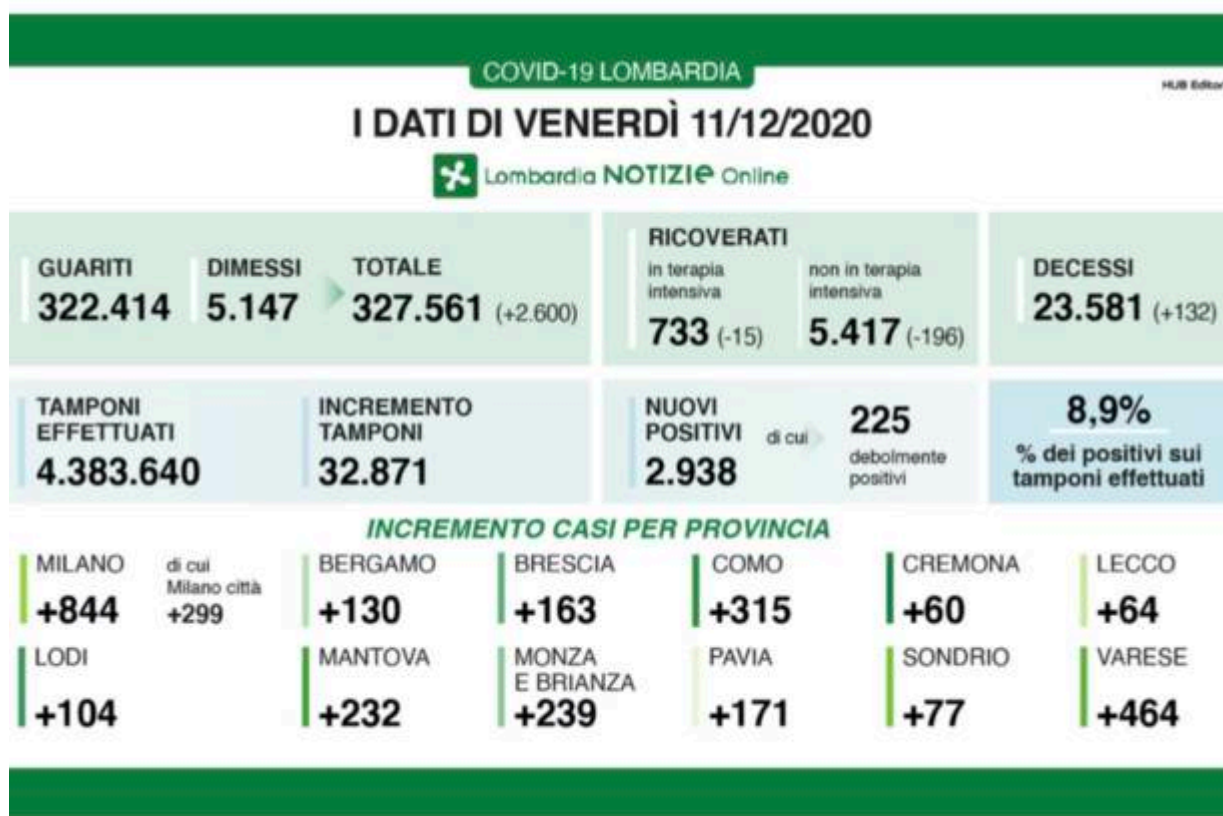 COVID-19 LOMBARDIA
HUB Editor
I DATI DI VENERDÌ 11/12/2020
Lombardia NOTIZIe Online
GUARITI
322.414
DIMESSI
5.147
TOTALE
327.561 (+2.600)
RICOVERATI
in terapia
intensiva
733 (-15)
non in terapia
intensiva
5.417 (-196)
DECESSI
23.581 (+132)
TAMPONI
EFFETTUATI
4.383.640
INCREMENTO
TAMPONI
32.871
NUOVI
POSITIVI
2.938
di cui
225
debolmente
positivi
8,9%
% dei positivi sui
tamponi effettuati
INCREMENTO CASI PER PROVINCIA
MILANO
+844
di cui
Milano città
+299
BERGAMO
+130
BRESCIA
+163
COMO
+315
CREMONA
+60
LECCO
+64
LODI
+104
MANTOVA
+232
MONZA
E BRIANZA
+239
PAVIA
+171
SONDRIO
+77
VARESE
+464